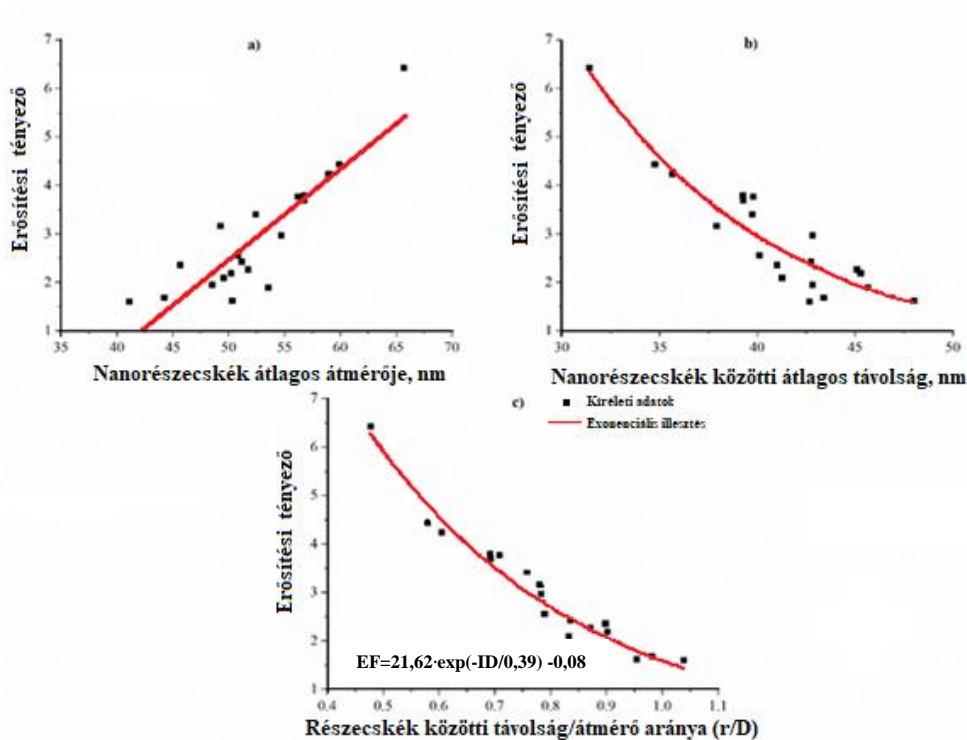 a)
7
6
5
4
3
2
1
Erősítési tényező
35 40 45 50 55 60 65 70
Nanorészecskék átlagos átmérője, nm
b)
7
6
5
4
3
2
1
Erősítési tényező
30 35 40 45 50
Nanorészecskék közötti átlagos távolság, nm
c)
Kíréleti adatok
Exonenciális illesztés
7
6
5
4
3
2
1
Erősítési tényező
EF=21,62·exp(-ID/0,39) -0,08
0.4 0.5 0.6 0.7 0.8 0.9 1.0 1.1
Részecskék közötti távolság/átmérő aránya (r/D)